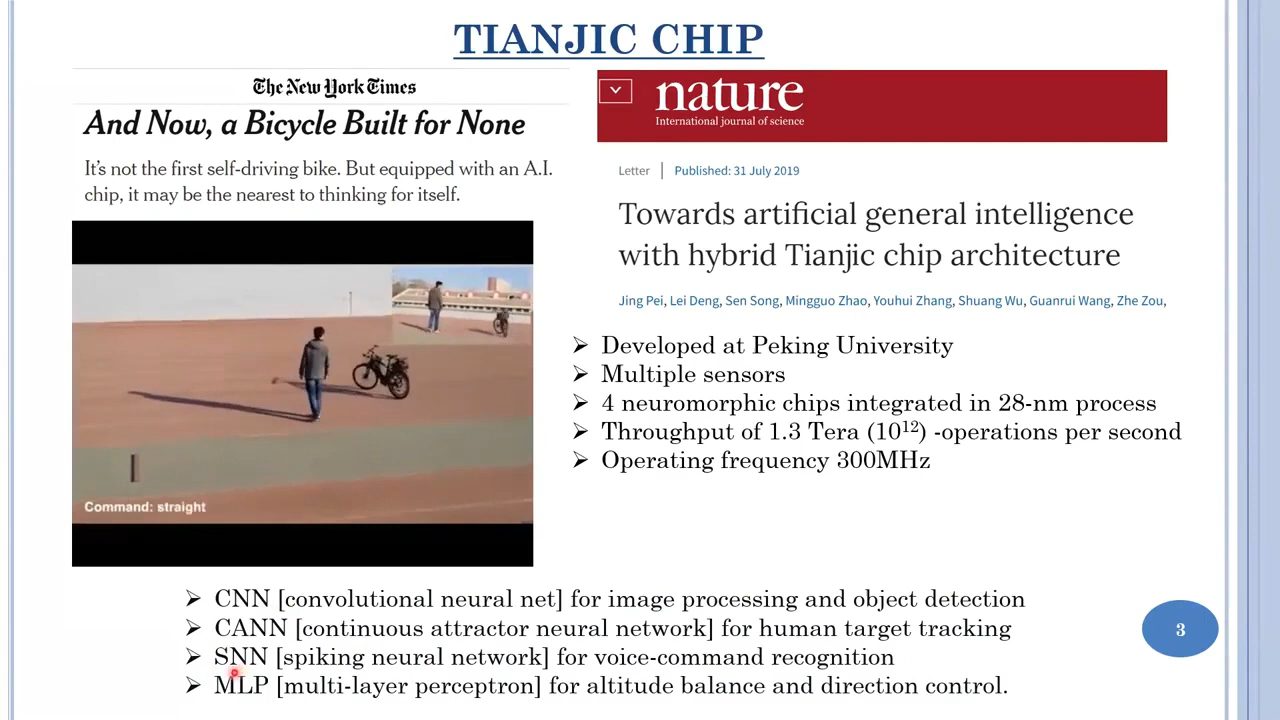 TIANJIC CHIP
The New York Times
And Now, a Bicycle Built for None
It's not the first self-driving bike. But equipped with an A.I.
chip, it may be the nearest to thinking for itself.
Command: straight
nature
International journal of science
Letter | Published: 31 July 2019
Towards artificial general intelligence
with hybrid Tianjic chip architecture
Jing Pei, Lei Deng, Sen Song, Mingguo Zhao, Youhui Zhang, Shuang Wu, Guanrui Wang, Zhe Zou,
➢ Developed at Peking University
➢ Multiple sensors
➢ 4 neuromorphic chips integrated in 28-nm process
➢ Throughput of 1.3 Tera (10¹²) -operations per second
➢ Operating frequency 300MHz
➢ CNN [convolutional neural net] for image processing and object detection
➢ CANN [continuous attractor neural network] for human target tracking
➢ SNN [spiking neural network] for voice-command recognition
➢ MLP [multi-layer perceptron] for altitude balance and direction control.
3